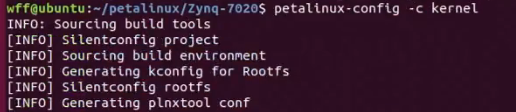 wff@ubuntu:~/petalinux/Zynq-7020$ petalinux-config -c kernel
INFO: Sourcing build tools
[INFO] Silentconfig project
[INFO] Sourcing build environment
[INFO] Generating kconfig for Rootfs
[INFO] Silentconfig rootfs
[INFO] Generating plnxtool conf